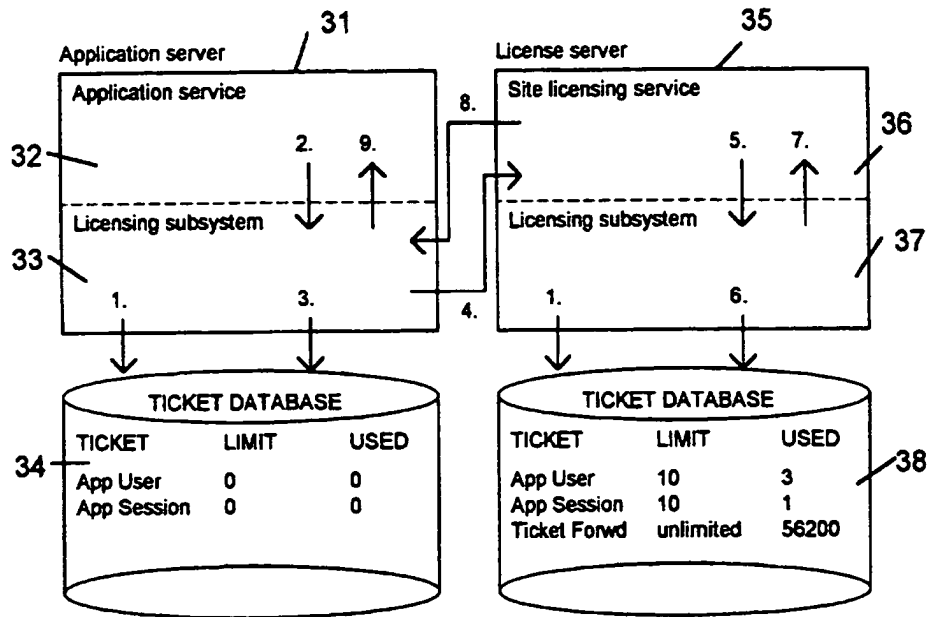 31
35
Application server
License server
Application service
Site licensing service
8.
36
32
2.
9.
5.
7.
Licensing subsystem
Licensing subsystem
37
33
1.
3.
4.
1.
6.
TICKET DATABASE
TICKET LIMIT USED
34
App User 0 0
App Session 0 0
TICKET DATABASE
TICKET LIMIT USED
38
App User 10 3
App Session 10 1
Ticket Forwd unlimited 56200